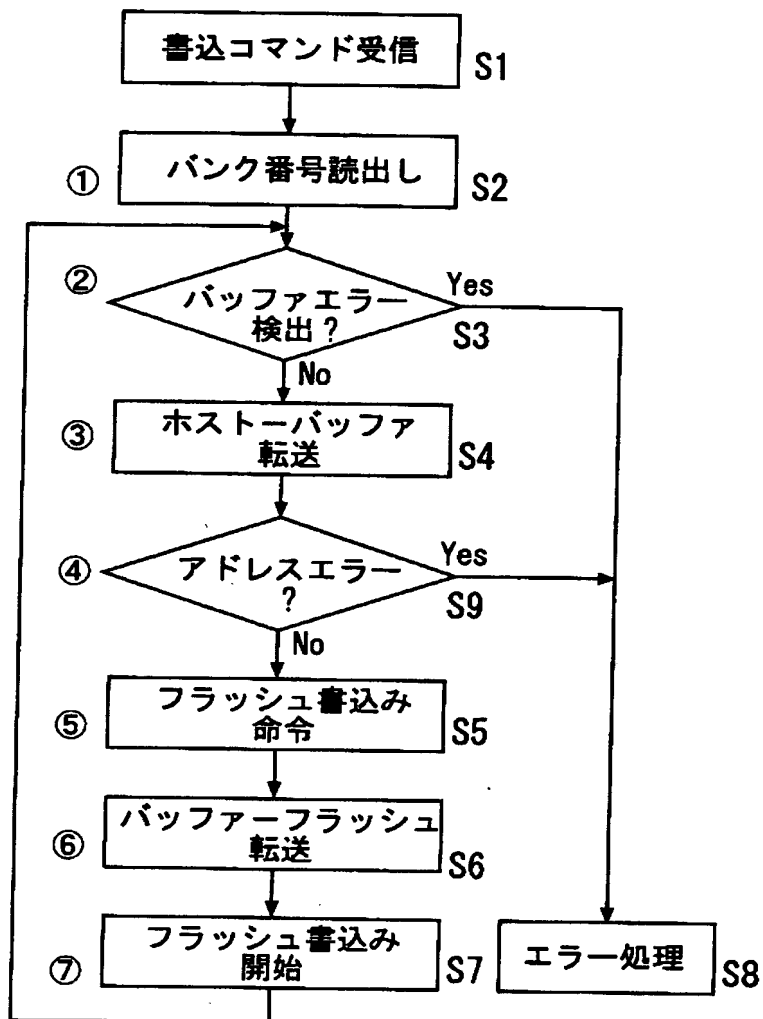 書込コマンド受信
S1
①
バンク番号読出し
S2
②
バッファエラー
検出?
Yes
S3
No
③
ホストーバッファ
転送
S4
④
アドレスエラー
?
Yes
S9
No
⑤
フラッシュ書込み
命令
S5
⑥
バッファーフラッシュ
転送
S6
⑦
フラッシュ書込み
開始
S7
エラー処理
S8